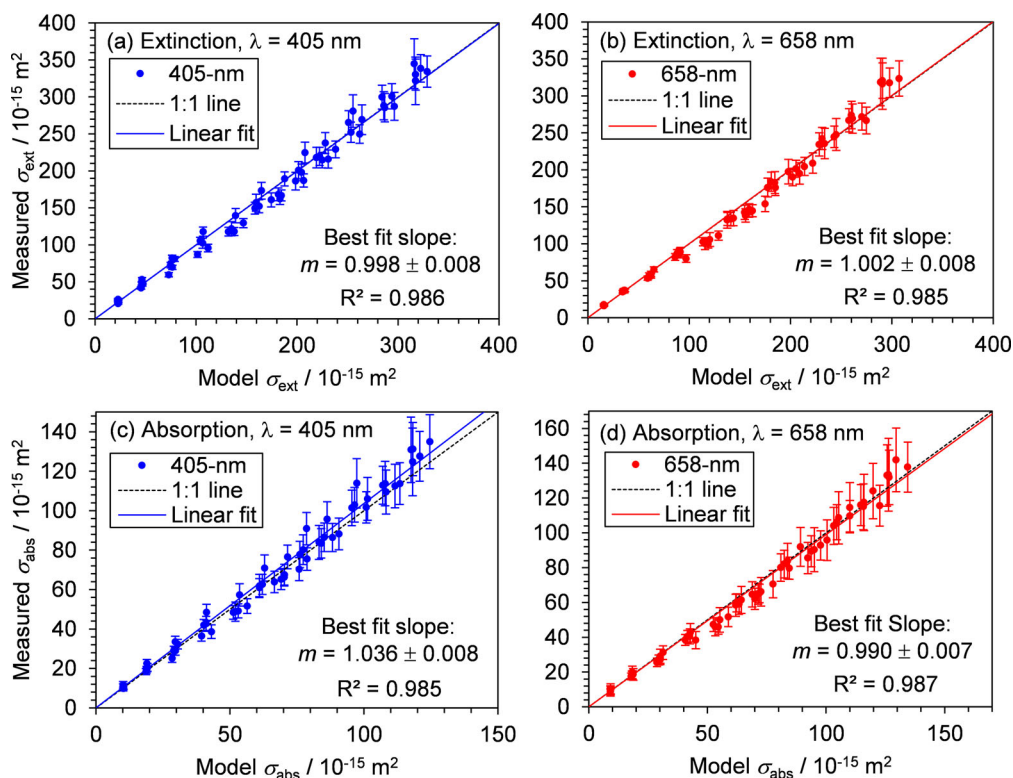 (a) Extinction, λ = 405 nm
405-nm
1:1 line
Linear fit
Best fit slope:
m = 0.998 ± 0.008
R² = 0.986
Measured σext / 10⁻¹⁵ m²
400
350
300
250
200
150
100
50
0
0 100 200 300 400
Model σext / 10⁻¹⁵ m²
(b) Extinction, λ = 658 nm
658-nm
1:1 line
Linear fit
Best fit slope:
m = 1.002 ± 0.008
R² = 0.985
400
350
300
250
200
150
100
50
0
0 100 200 300 400
Model σext / 10⁻¹⁵ m²
(c) Absorption, λ = 405 nm
405-nm
1:1 line
Linear fit
Best fit slope:
m = 1.036 ± 0.008
R² = 0.985
Measured σabs / 10⁻¹⁵ m²
140
120
100
80
60
40
20
0
0 50 100 150
Model σabs / 10⁻¹⁵ m²
(d) Absorption, λ = 658 nm
658-nm
1:1 line
Linear fit
Best fit Slope:
m = 0.990 ± 0.007
R² = 0.987
160
140
120
100
80
60
40
20
0
0 50 100 150
Model σabs / 10⁻¹⁵ m²